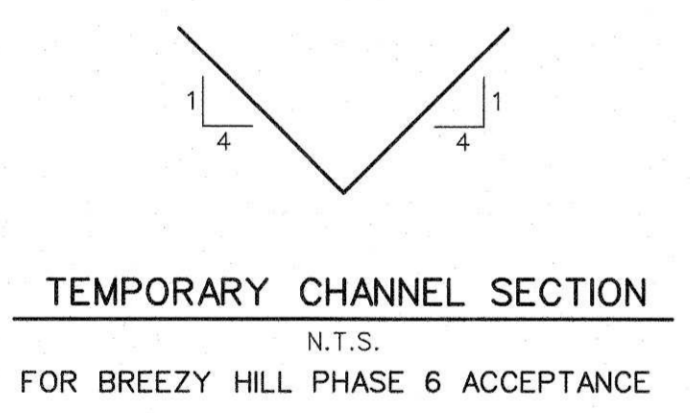 1 1
4 4
TEMPORARY CHANNEL SECTION
N.T.S.
FOR BREEZY HILL PHASE 6 ACCEPTANCE